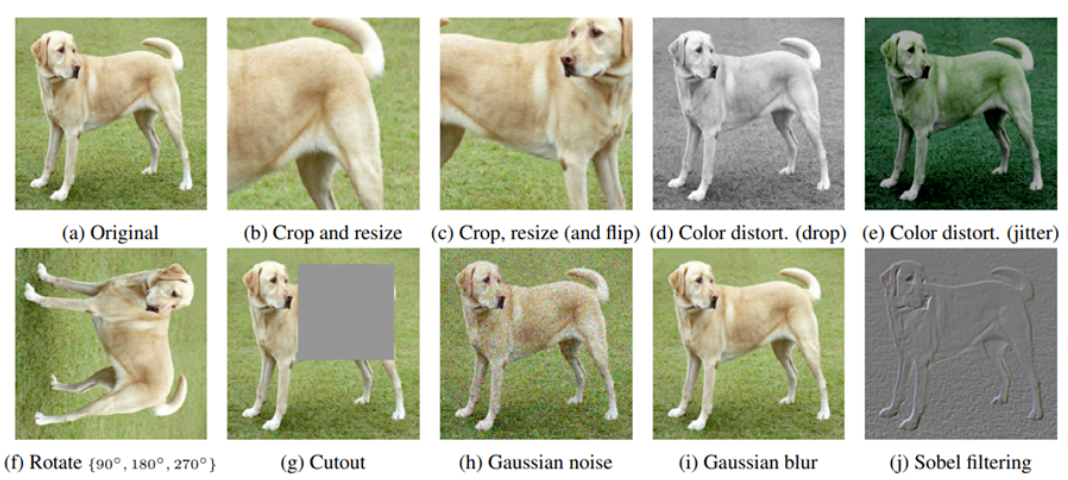 (a) Original
(b) Crop and resize
(c) Crop, resize (and flip)
(d) Color distort. (drop)
(e) Color distort. (jitter)
(f) Rotate {90°, 180°, 270°}
(g) Cutout
(h) Gaussian noise
(i) Gaussian blur
(j) Sobel filtering